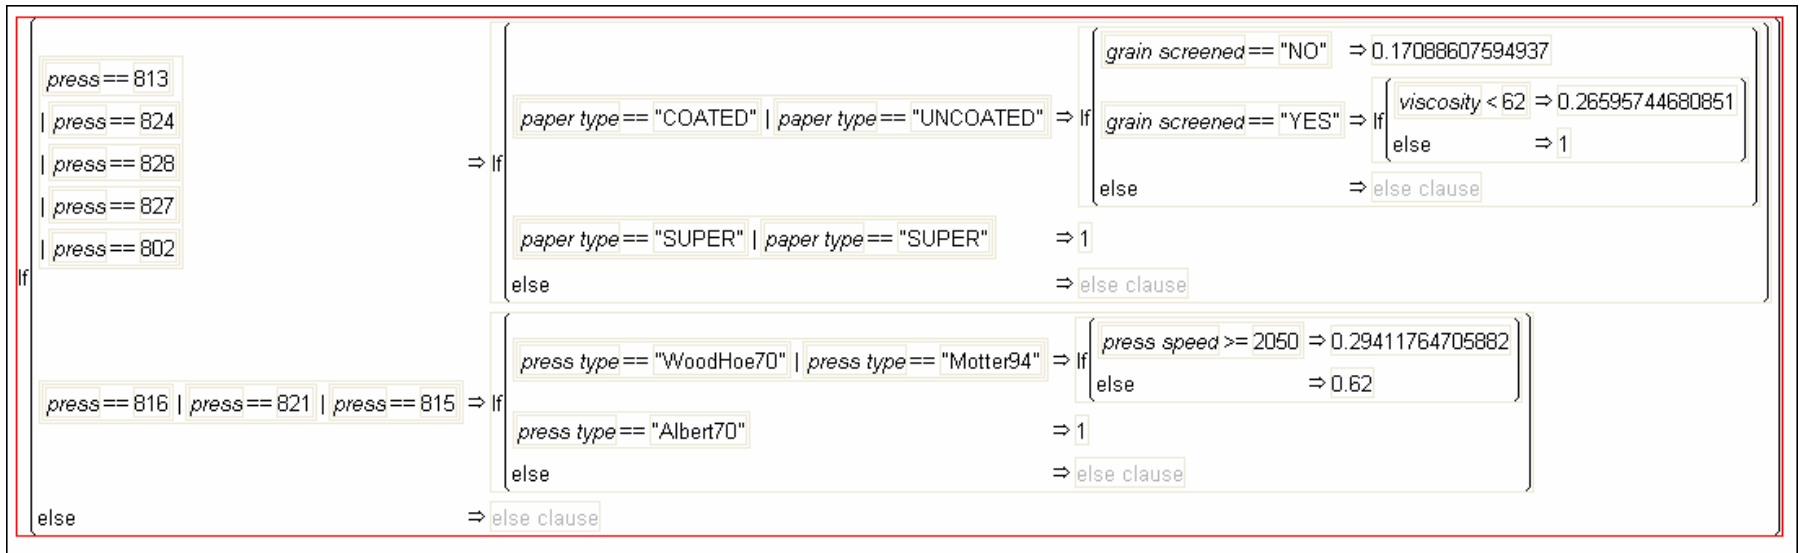 If
press == 813
| press == 824
| press == 828
| press == 827
| press == 802
⇒ If
paper type == "COATED" | paper type == "UNCOATED" ⇒ If
grain screened == "NO" ⇒ 0.17088607594937
grain screened == "YES" ⇒ If
viscosity < 62 ⇒ 0.26595744680851
else ⇒ 1
else ⇒ else clause
paper type == "SUPER" | paper type == "SUPER" ⇒ 1
else ⇒ else clause
press == 816 | press == 821 | press == 815 ⇒ If
press type == "WoodHoe70" | press type == "Motter94" ⇒ If
press speed >= 2050 ⇒ 0.29411764705882
else ⇒ 0.62
press type == "Albert70" ⇒ 1
else ⇒ else clause
else ⇒ else clause